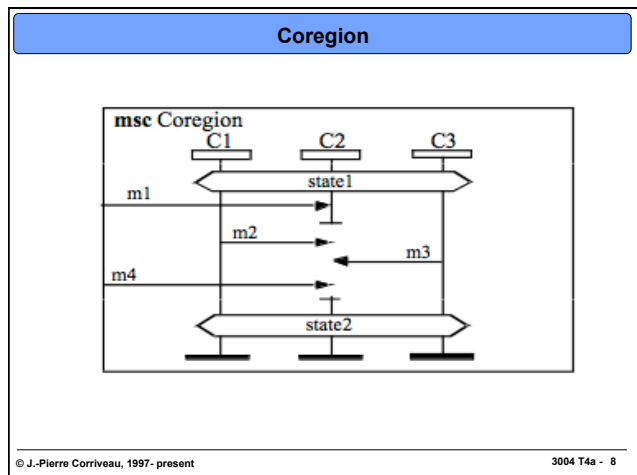 Coregion
msc Coregion
C1 C2 C3
state1
m1
m2
m3
m4
state2
© J.-Pierre Corriveau, 1997- present 3004 T4a - 8